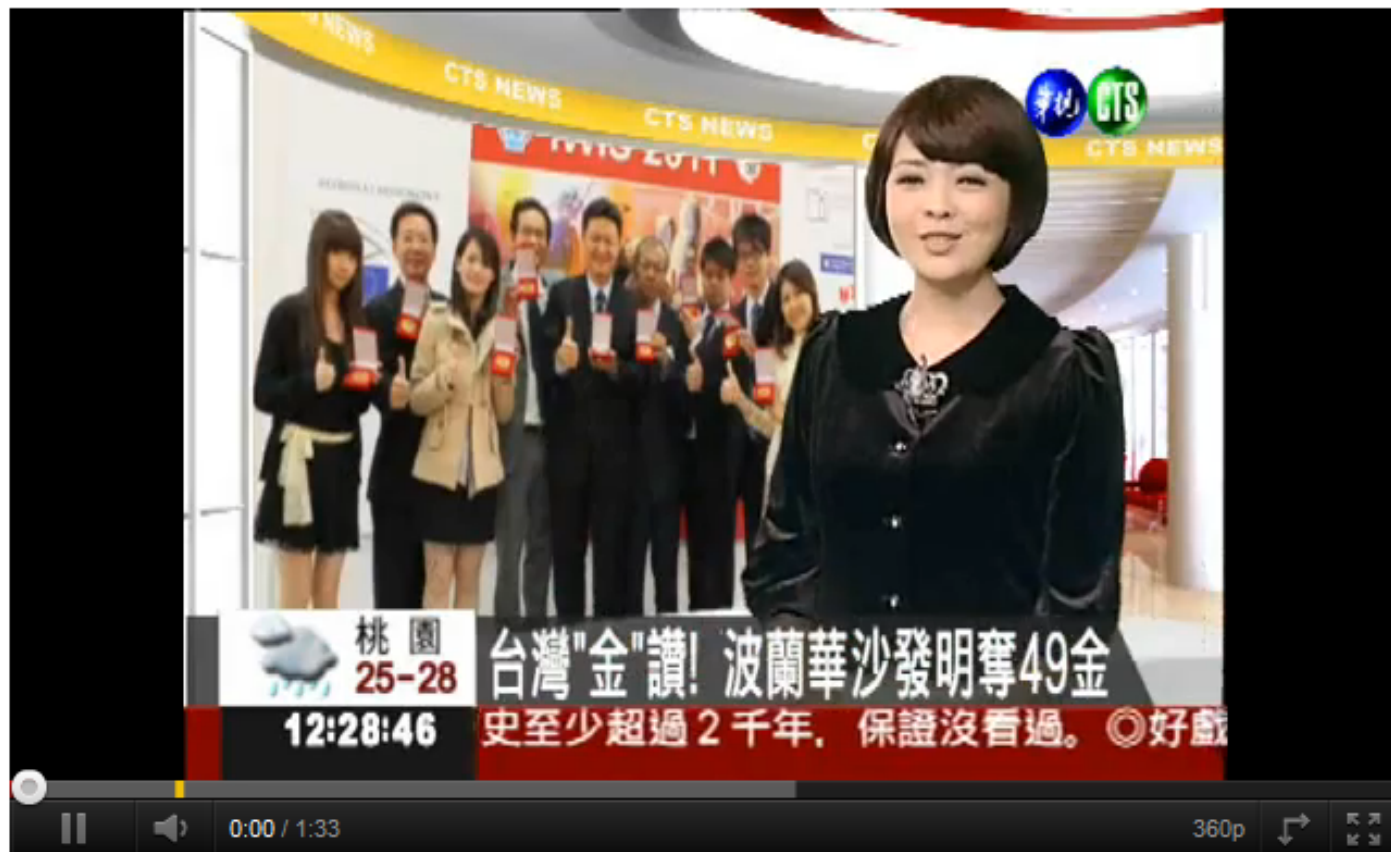 NEWS
CTS NEWS
CTS NEWS
CTS NEWS
華視 CTS
IWIS 2011
桃園
25-28
台灣"金"讚! 波蘭華沙發明奪49金
12:28:46
史至少超過2千年, 保證沒看過。◎好戲
0:00 / 1:33
360p